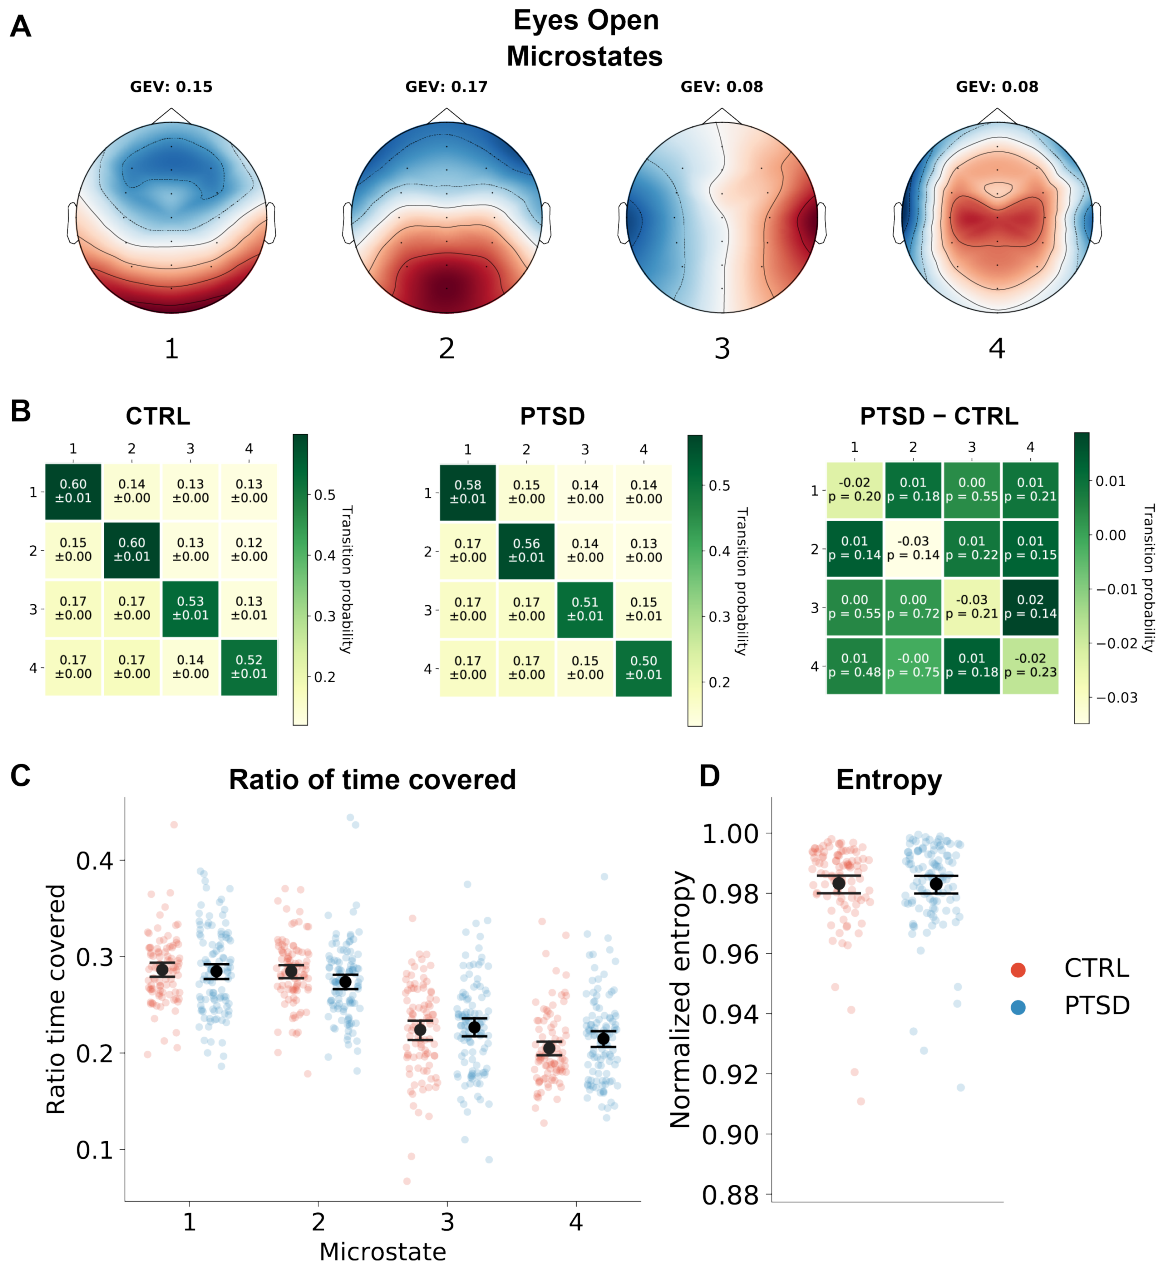 A
Eyes Open
Microstates
GEV: 0.15
GEV: 0.17
GEV: 0.08
GEV: 0.08
1
2
3
4
B
CTRL
1 2 3 4
1 2 3 4
0.60 ±0.01 0.14 ±0.00 0.13 ±0.00 0.13 ±0.00
0.15 ±0.00 0.60 ±0.01 0.13 ±0.00 0.12 ±0.00
0.17 ±0.00 0.17 ±0.00 0.53 ±0.01 0.13 ±0.01
0.17 ±0.00 0.17 ±0.00 0.14 ±0.00 0.52 ±0.01
0.5
0.4
0.3
0.2
Transition probability
PTSD
1 2 3 4
1 2 3 4
0.58 ±0.01 0.15 ±0.00 0.14 ±0.00 0.14 ±0.00
0.17 ±0.00 0.56 ±0.01 0.14 ±0.00 0.13 ±0.00
0.17 ±0.00 0.17 ±0.00 0.51 ±0.01 0.15 ±0.01
0.17 ±0.00 0.17 ±0.00 0.15 ±0.00 0.50 ±0.01
0.5
0.4
0.3
0.2
Transition probability
PTSD − CTRL
1 2 3 4
1 2 3 4
-0.02 p = 0.20 0.01 p = 0.18 0.00 p = 0.55 0.01 p = 0.21
0.01 p = 0.14 -0.03 p = 0.14 0.01 p = 0.22 0.01 p = 0.15
0.00 p = 0.55 0.00 p = 0.72 -0.03 p = 0.21 0.02 p = 0.14
0.01 p = 0.48 -0.00 p = 0.75 0.01 p = 0.18 -0.02 p = 0.23
0.01
0.00
−0.01
−0.02
−0.03
Transition probability
C
Ratio of time covered
Ratio time covered
0.4
0.3
0.2
0.1
1 2 3 4
Microstate
D
Entropy
Normalized entropy
1.00
0.98
0.96
0.94
0.92
0.90
0.88
CTRL
PTSD